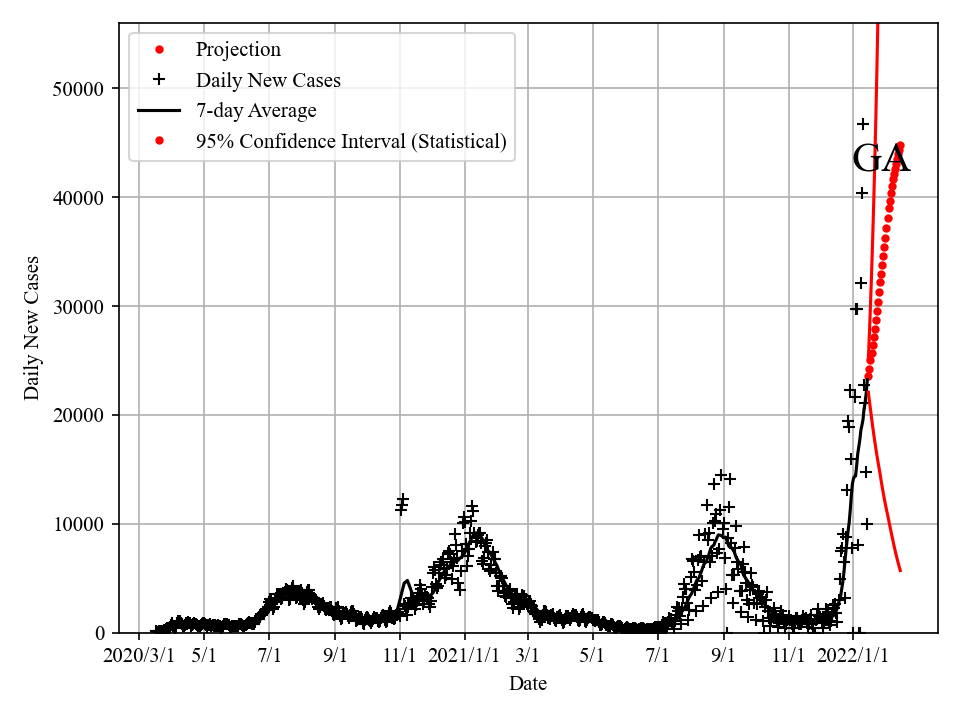 Projection
Daily New Cases
7-day Average
95% Confidence Interval (Statistical)
GA
Daily New Cases
50000
40000
30000
20000
10000
0
2020/3/1 5/1 7/1 9/1 11/1 2021/1/1 3/1 5/1 7/1 9/1 11/1 2022/1/1
Date